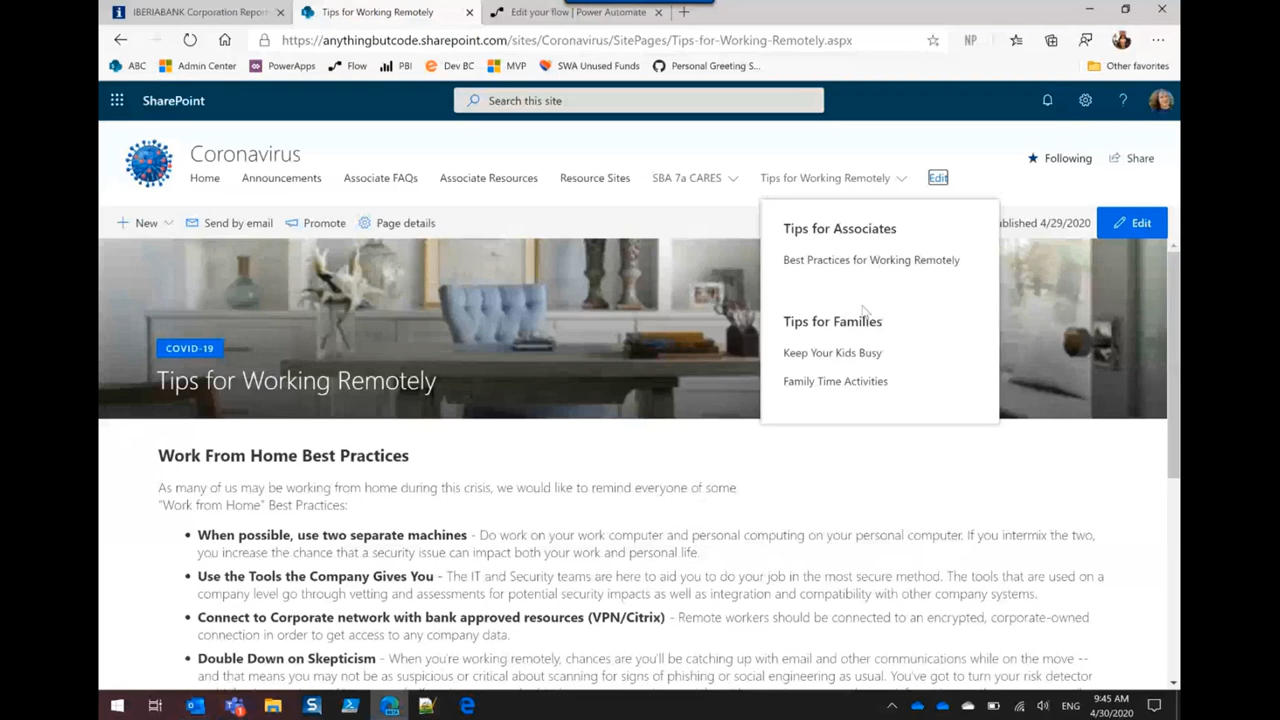 IBERIABANK Corporation Report
Tips for Working Remotely
Edit your flow | Power Automate
https://anythingbutcode.sharepoint.com/sites/Coronavirus/SitePages/Tips-for-Working-Remotely.aspx
NP
ABC
Admin Center
PowerApps
Flow
PBI
Dev BC
MVP
SWA Unused Funds
Personal Greeting S...
Other favorites
SharePoint
Search this site
Coronavirus
Following
Share
Home
Announcements
Associate FAQs
Associate Resources
Resource Sites
SBA 7a CARES
Tips for Working Remotely
Edit
New
Send by email
Promote
Page details
ublished 4/29/2020
Edit
Tips for Associates
Best Practices for Working Remotely
Tips for Families
Keep Your Kids Busy
Family Time Activities
COVID-19
Tips for Working Remotely
Work From Home Best Practices
As many of us may be working from home during this crisis, we would like to remind everyone of some
"Work from Home" Best Practices:
• When possible, use two separate machines - Do work on your work computer and personal computing on your personal computer. If you intermix the two,
you increase the chance that a security issue can impact both your work and personal life.
• Use the Tools the Company Gives You - The IT and Security teams are here to aid you to do your job in the most secure method. The tools that are used on a
company level go through vetting and assessments for potential security impacts as well as integration and compatibility with other company systems.
• Connect to Corporate network with bank approved resources (VPN/Citrix) - Remote workers should be connected to an encrypted, corporate-owned
connection in order to get access to any company data.
• Double Down on Skepticism - When you're working remotely, chances are you'll be catching up with email and other communications while on the move --
and that means you may not be as suspicious or critical about scanning for signs of phishing or social engineering as usual. You've got to turn your risk detector
ENG
9:45 AM
4/30/2020